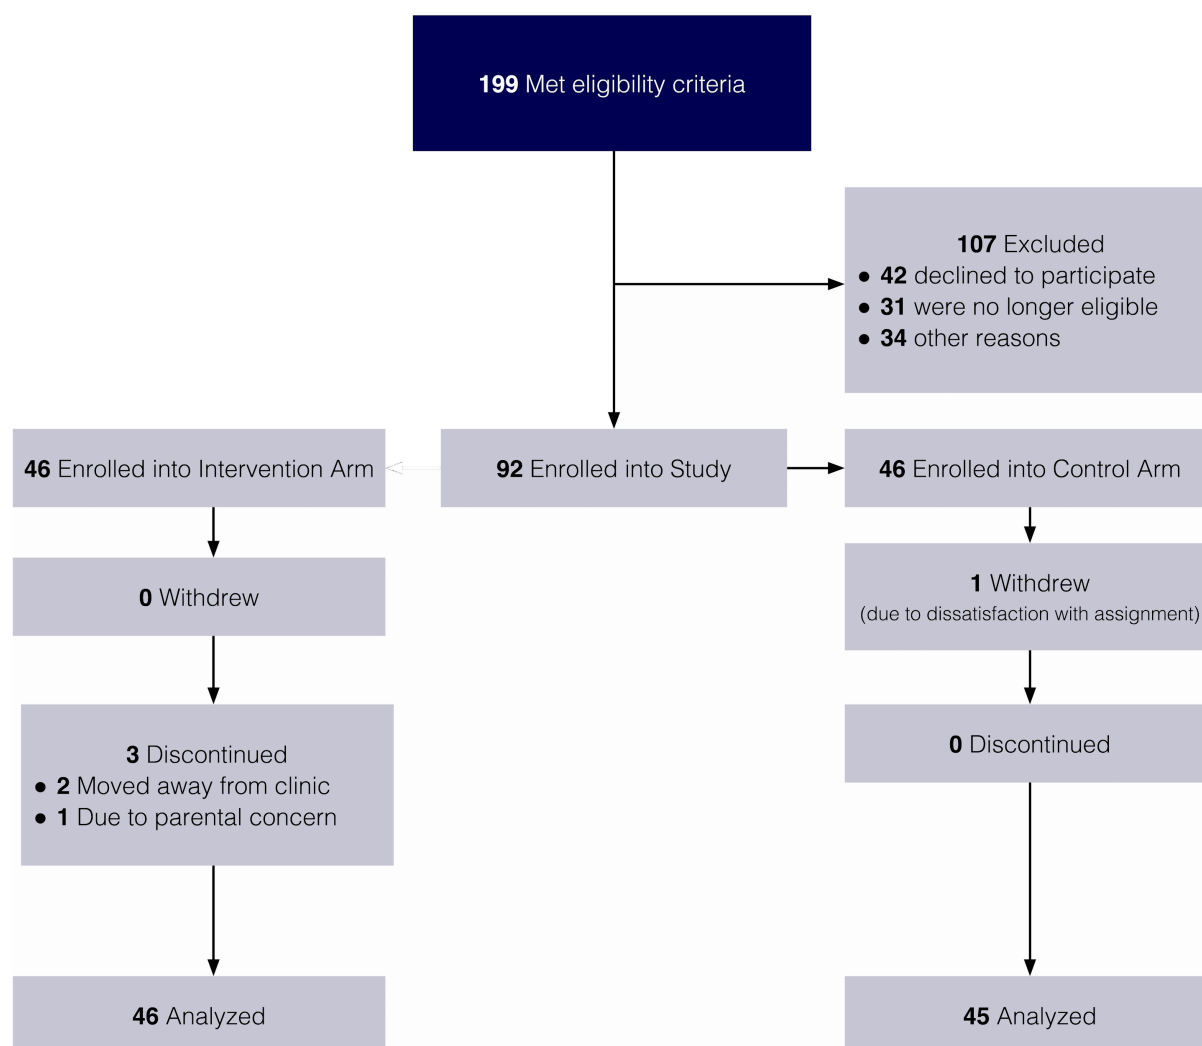 199 Met eligibility criteria
107 Excluded
● 42 declined to participate
● 31 were no longer eligible
● 34 other reasons
46 Enrolled into Intervention Arm
92 Enrolled into Study
46 Enrolled into Control Arm
0 Withdrew
1 Withdrew
(due to dissatisfaction with assignment)
3 Discontinued
● 2 Moved away from clinic
● 1 Due to parental concern
0 Discontinued
46 Analyzed
45 Analyzed